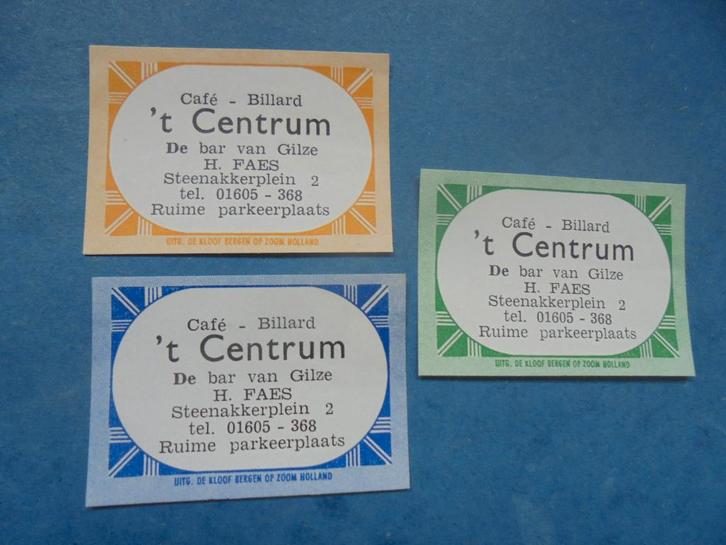 Café - Billard
't Centrum
De bar van Gilze
H. FAES
Steenakkerplein 2
tel. 01605 - 368
Ruime parkeerplaats
UITG. DE KLOOF BERGEN OP ZOOM HOLLAND
Café - Billard
't Centrum
De bar van Gilze
H. FAES
Steenakkerplein 2
tel. 01605 - 368
Ruime parkeerplaats
UITG. DE KLOOF BERGEN OP ZOOM HOLLAND
Café - Billard
't Centrum
De bar van Gilze
H. FAES
Steenakkerplein 2
tel. 01605 - 368
Ruime parkeerplaats
UITG. DE KLOOF BERGEN OP ZOOM HOLLAND